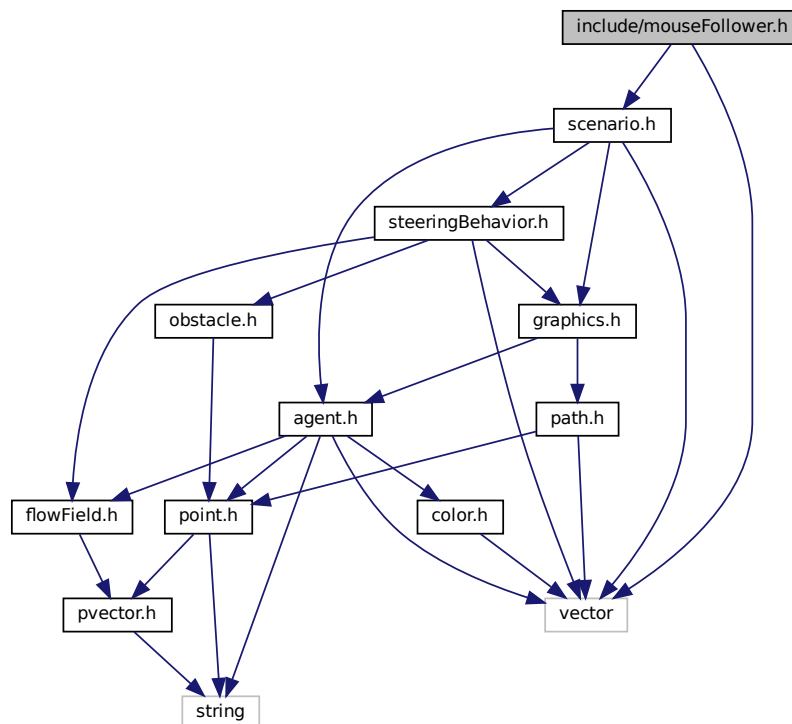 include/mouseFollower.h
scenario.h
steeringBehavior.h
obstacle.h
graphics.h
agent.h
path.h
flowField.h
point.h
color.h
pvector.h
vector
string